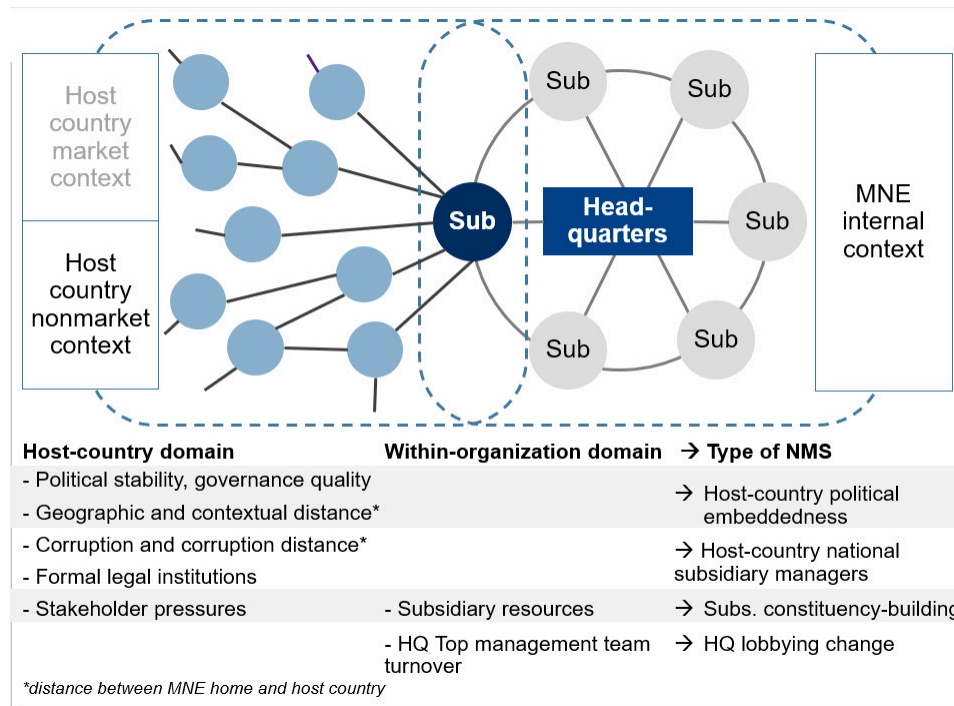 Host
country
market
context
Host
country
nonmarket
context
Sub
Sub
Sub
Head-
quarters
Sub
Sub
Sub
MNE
internal
context
Host-country domain
Within-organization domain
→ Type of NMS
- Political stability, governance quality
- Geographic and contextual distance*
→ Host-country political
embeddedness
- Corruption and corruption distance*
- Formal legal institutions
→ Host-country national
subsidiary managers
- Stakeholder pressures
- Subsidiary resources
→ Subs. constituency-building
- HQ Top management team
turnover
→ HQ lobbying change
*distance between MNE home and host country